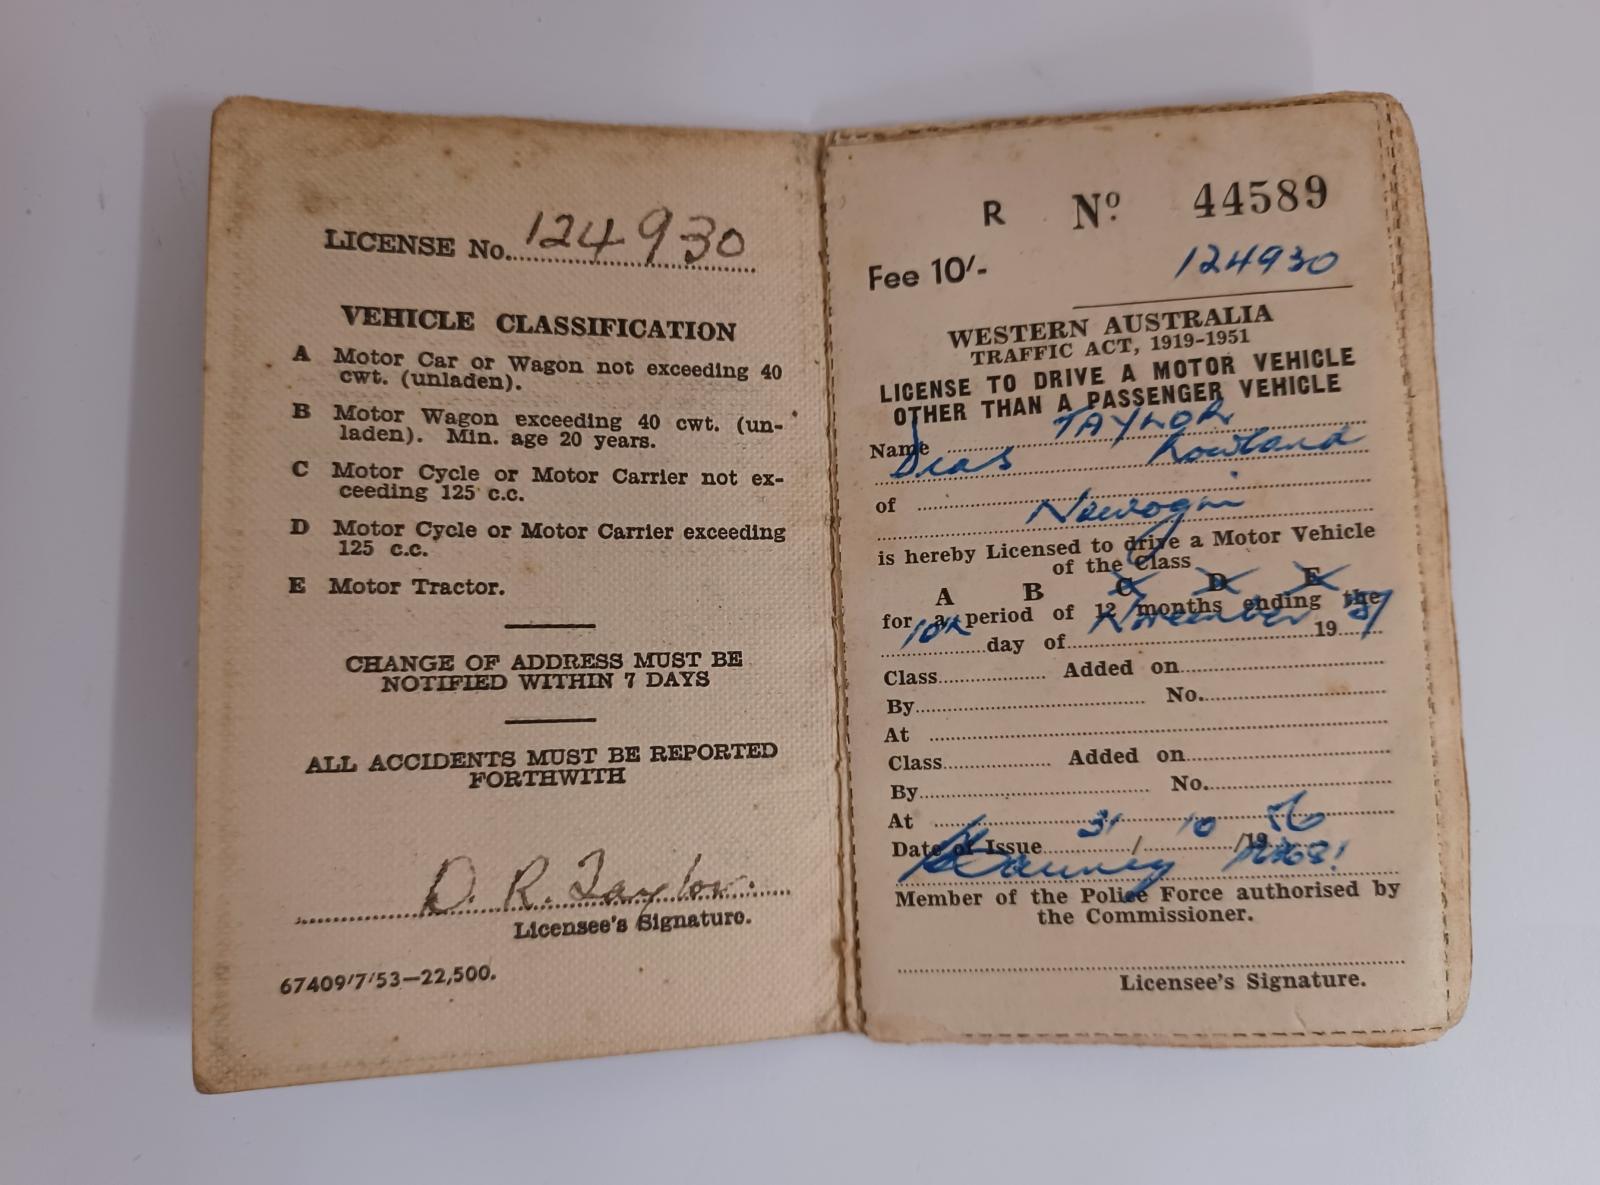 LICENSE No. 124930
VEHICLE CLASSIFICATION
A Motor Car or Wagon not exceeding 40
cwt. (unladen).
B Motor Wagon exceeding 40 cwt. (un-
laden). Min. age 20 years.
C Motor Cycle or Motor Carrier not ex-
ceeding 125 c.c.
D Motor Cycle or Motor Carrier exceeding
125 c.c.
E Motor Tractor.
CHANGE OF ADDRESS MUST BE
NOTIFIED WITHIN 7 DAYS
ALL ACCIDENTS MUST BE REPORTED
FORTHWITH
D. R. Taylor.
Licensee's Signature.
67409/7/53—22,500.
R No. 44589
Fee 10/- 124930
WESTERN AUSTRALIA
TRAFFIC ACT, 1919-1951
LICENSE TO DRIVE A MOTOR VEHICLE
OTHER THAN A PASSENGER VEHICLE
Name TAYLOR
Rowland
of
is hereby Licensed to drive a Motor Vehicle
of the Class
A B C D E
for a period of 12 months ending the
10th day of November 1957
Class Added on
By No.
At
Class Added on
By No.
At
Date of Issue 31/10/1956
Member of the Police Force authorised by
the Commissioner.
Licensee's Signature.